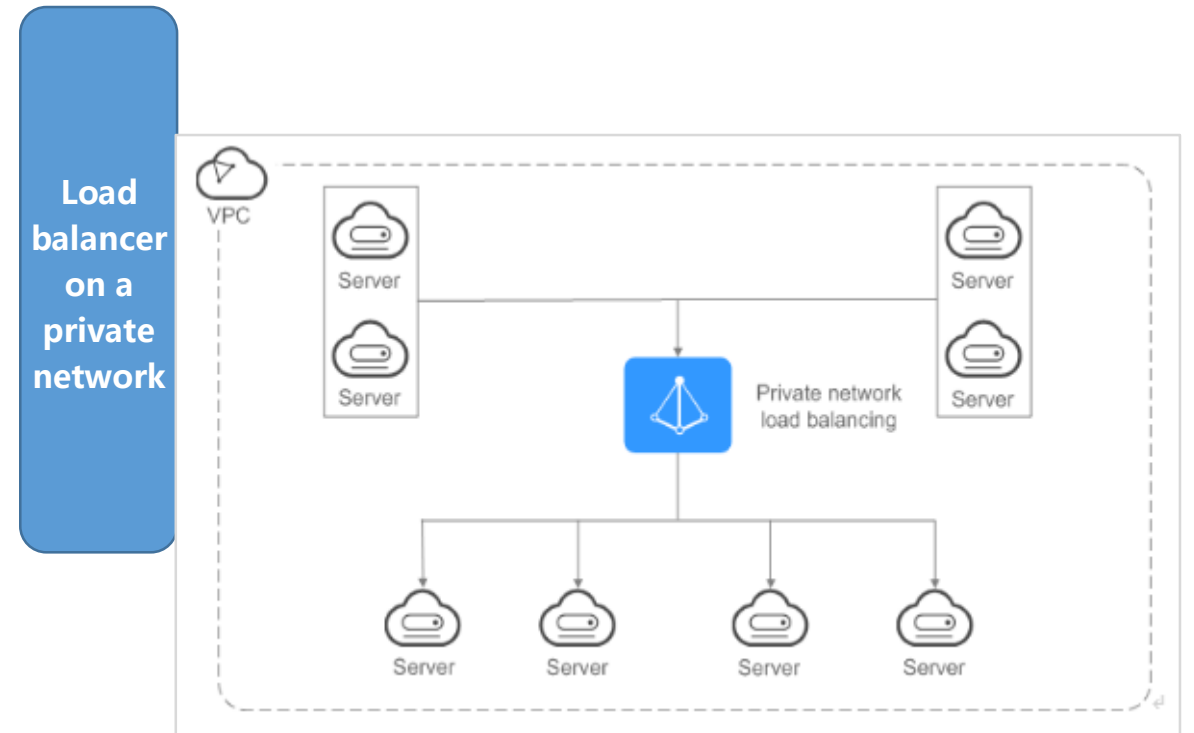 Load
balancer
on a
private
network
VPC
Server
Server
Server
Server
Private network
load balancing
Server
Server
Server
Server